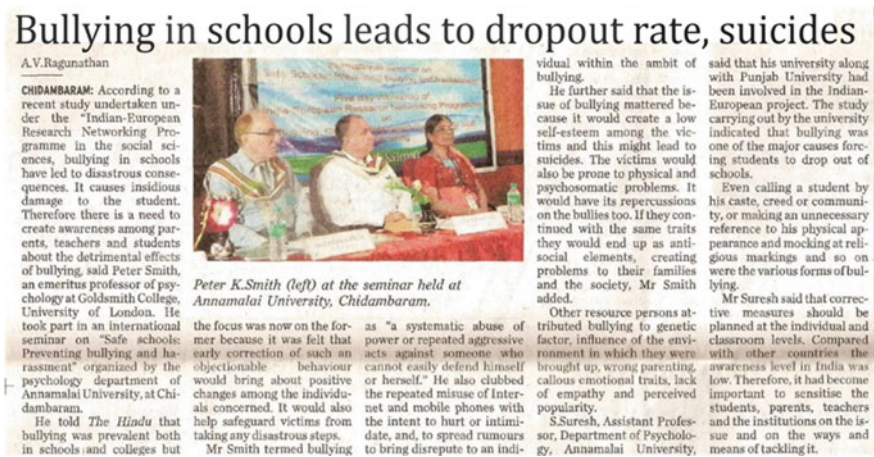 Bullying in schools leads to dropout rate, suicides
A.V.Ragunathan
CHIDAMBARAM: According to a
recent study undertaken un-
der the "Indian-European
Research Networking Pro-
gramme in the social sci-
ences, bullying in schools
have led to disastrous conse-
quences. It causes insidious
damage to the student.
Therefore there is a need to
create awareness among par-
ents, teachers and students
about the detrimental effects
of bullying, said Peter Smith,
an emeritus professor of psy-
chology at Goldsmith College,
University of London. He
took part in an international
seminar on "Safe schools:
Preventing bullying and ha-
rassment" organized by the
psychology department of
Annamalai University, at Chi-
dambaram.
He told The Hindu that
bullying was prevalent both
in schools and colleges but
Peter K.Smith (left) at the seminar held at
Annamalai University, Chidambaram.
the focus was now on the for-
mer because it was felt that
early correction of such an
objectionable behaviour
would bring about positive
changes among the individu-
als concerned. It would also
help safeguard victims from
taking any disastrous steps.
Mr Smith termed bullying
as "a systematic abuse of
power or repeated aggressive
acts against someone who
cannot easily defend himself
or herself." He also clubbed
the repeated misuse of Inter-
net and mobile phones with
the intent to hurt or intimi-
date, and, to spread rumours
to bring disrepute to an indi-
vidual within the ambit of
bullying.
He further said that the is-
sue of bullying mattered be-
cause it would create a low
self-esteem among the vic-
tims and this might lead to
suicides. The victims would
also be prone to physical and
psychosomatic problems. It
would have its repercussions
on the bullies too. If they con-
tinued with the same traits
they would end up as anti-
social elements, creating
problems to their families
and the society, Mr Smith
added.
Other resource persons at-
tributed bullying to genetic
factor, influence of the envi-
ronment in which they were
brought up, wrong parenting,
callous emotional traits, lack
of empathy and perceived
popularity.
S.Suresh, Assistant Profes-
sor, Department of Psycholo-
gy, Annamalai University,
said that his university along
with Punjab University had
been involved in the Indian-
European project. The study
carrying out by the university
indicated that bullying was
one of the major causes forc-
ing students to drop out of
schools.
Even calling a student by
his caste, creed or communi-
ty, or making an unnecessary
reference to his physical ap-
pearance and mocking at reli-
gious markings and so on
were the various forms of bul-
lying.
Mr Suresh said that correc-
tive measures should be
planned at the individual and
classroom levels. Compared
with other countries the
awareness level in India was
low. Therefore, it had become
important to sensitise the
students, parents, teachers
and the institutions on the is-
sue and on the ways and
means of tackling it.